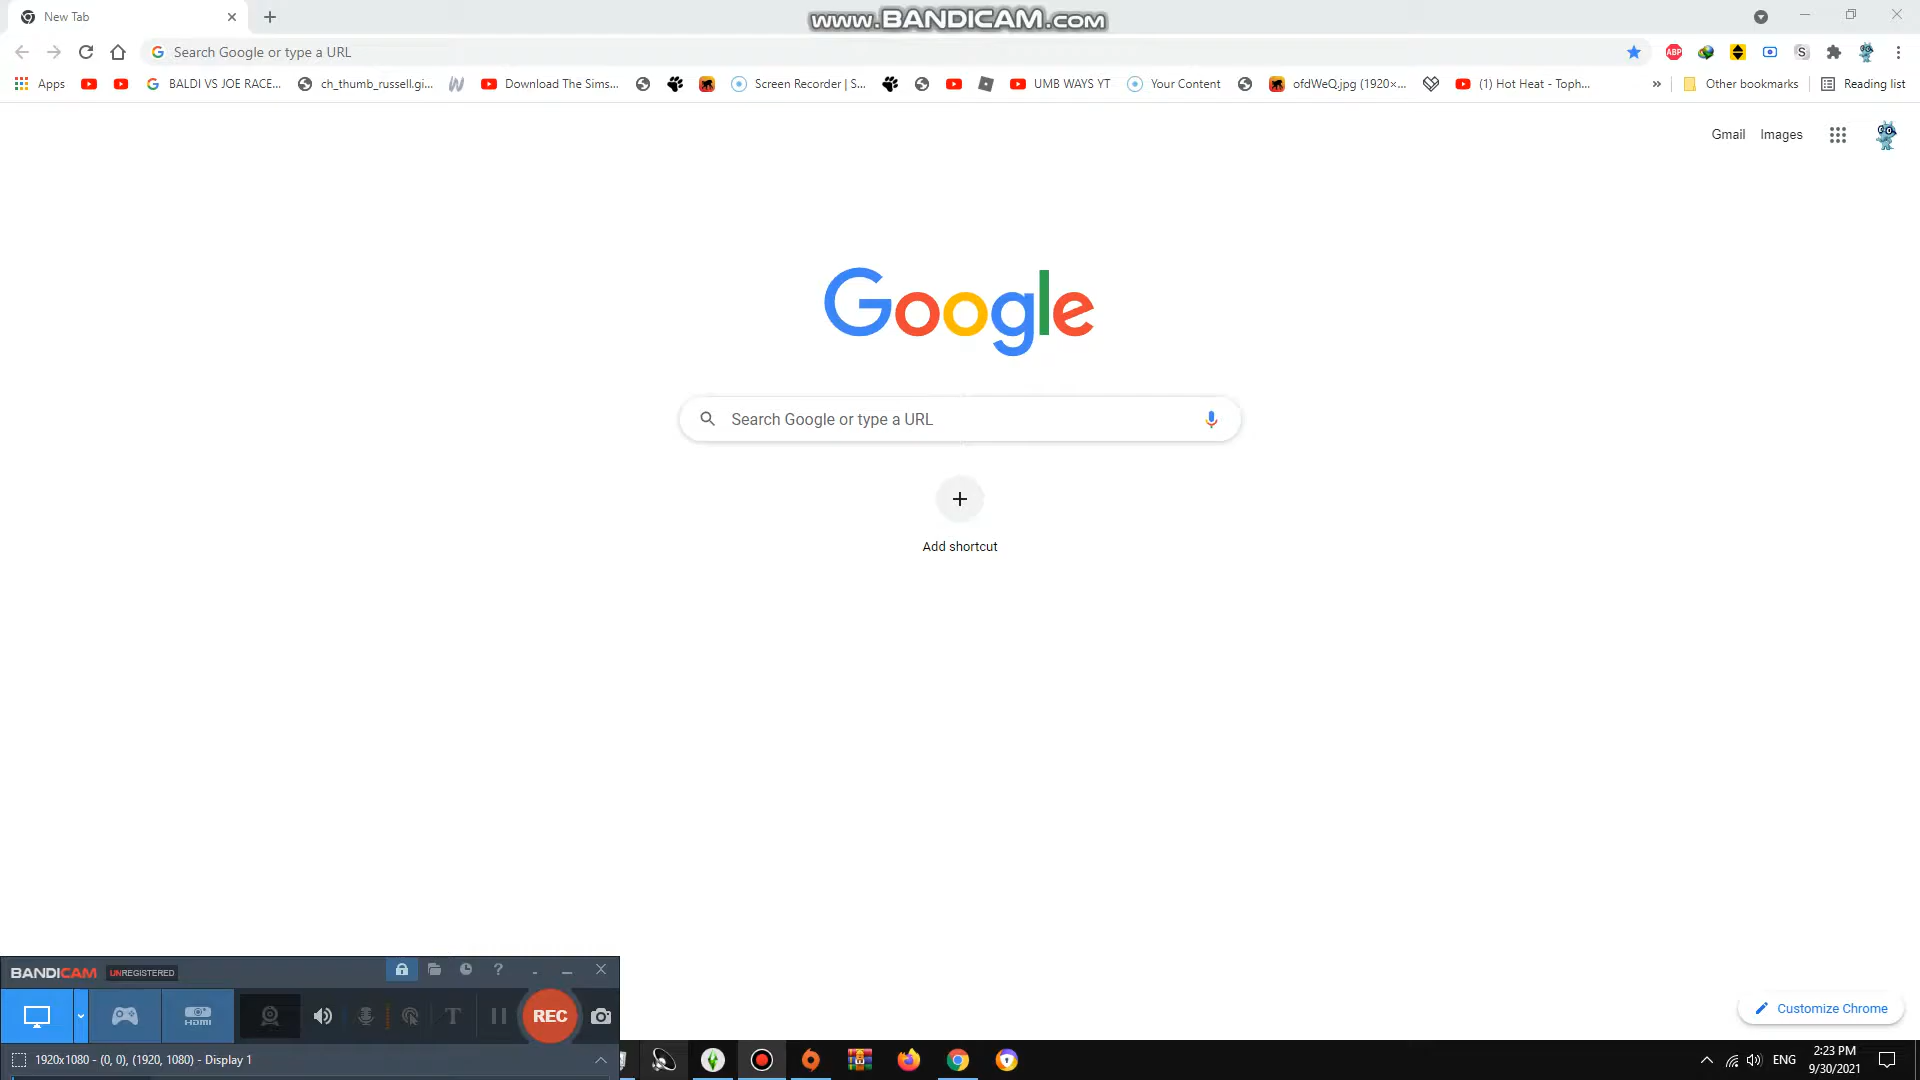 New Tab
www.BANDICAM.com
Search Google or type a URL
ABP
S
Apps
BALDI VS JOE RACE...
ch_thumb_russell.gi...
Download The Sims...
Screen Recorder | S...
UMB WAYS YT
Your Content
ofdWeQ.jpg (1920×...
(1) Hot Heat - Toph...
»
Other bookmarks
Reading list
Gmail
Images
Google
Search Google or type a URL
Add shortcut
Customize Chrome
BANDICAM
UNREGISTERED
?
HDMI
T
REC
1920x1080 - (0, 0), (1920, 1080) - Display 1
ENG
2:23 PM
9/30/2021